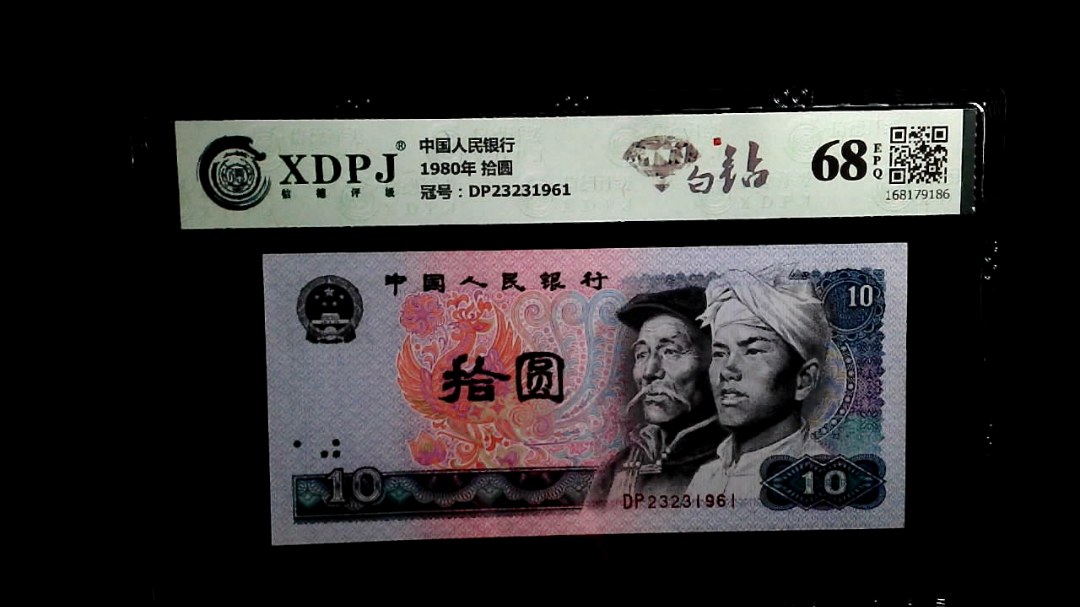 XDPJ®
信德评级
中国人民银行
1980年 拾圆
冠号：DP23231961
白钻
68
EPQ
168179186
中国人民银行
10
拾圆
10
DP23231961
10